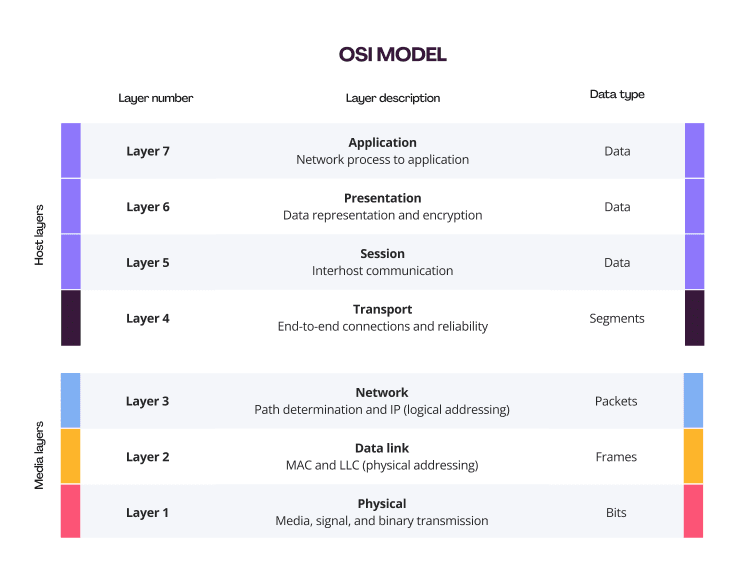 OSI MODEL
Layer number Layer description Data type
Host layers
Layer 7 Application Data
Network process to application
Layer 6 Presentation Data
Data representation and encryption
Layer 5 Session Data
Interhost communication
Layer 4 Transport Segments
End-to-end connections and reliability
Media layers
Layer 3 Network Packets
Path determination and IP (logical addressing)
Layer 2 Data link Frames
MAC and LLC (physical addressing)
Layer 1 Physical Bits
Media, signal, and binary transmission